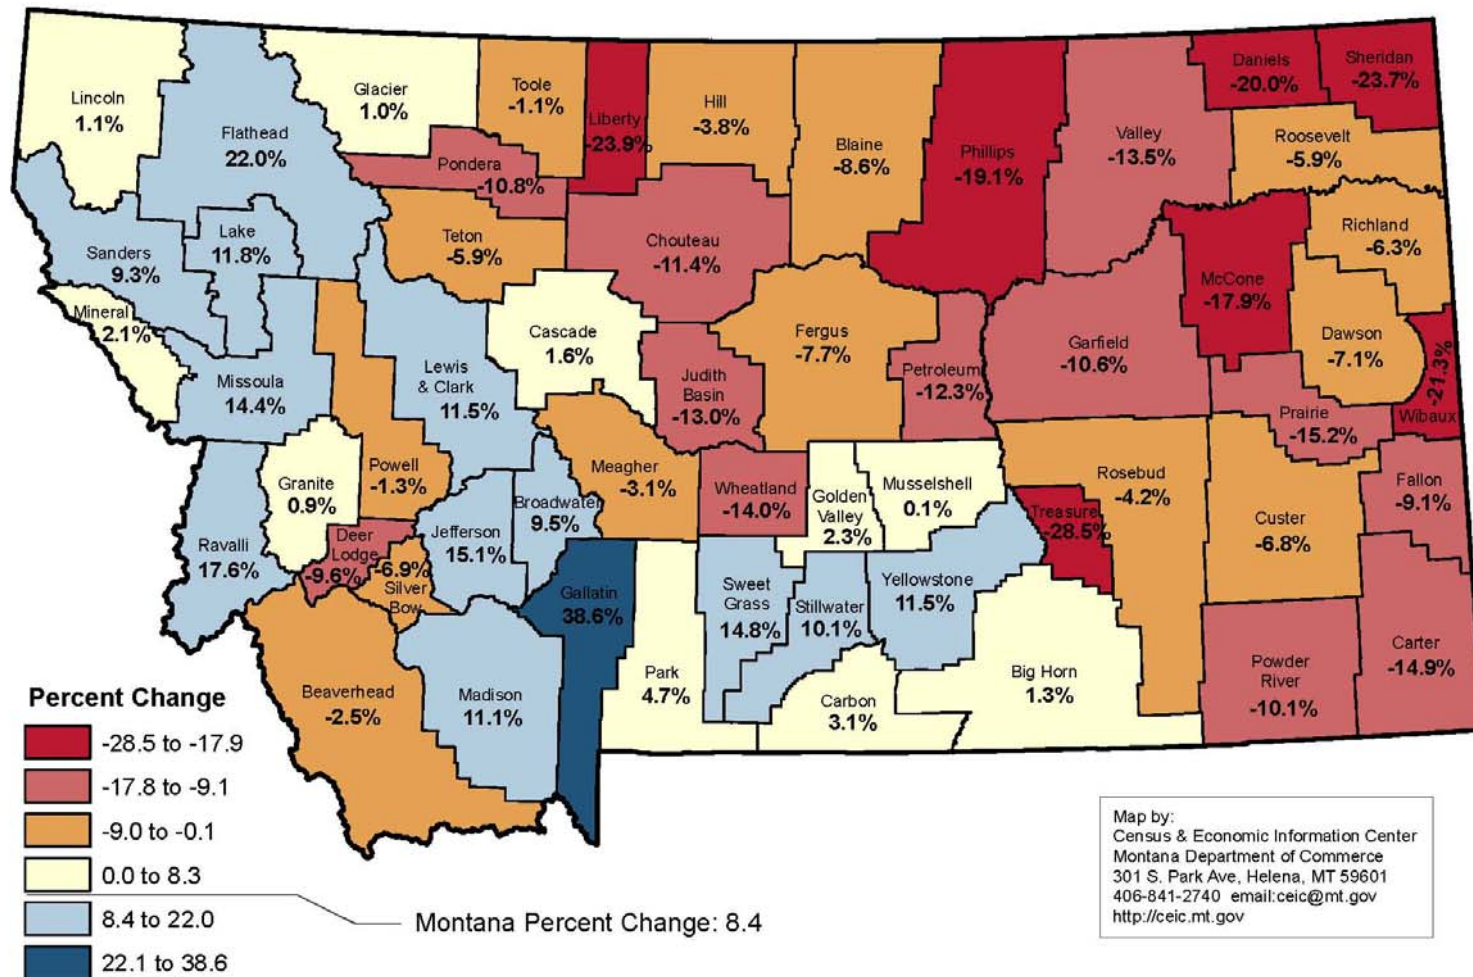 Lincoln
1.1%
Flathead
22.0%
Glacier
1.0%
Toole
-1.1%
Liberty
-23.9%
Hill
-3.8%
Blaine
-8.6%
Phillips
-19.1%
Valley
-13.5%
Daniels
-20.0%
Sheridan
-23.7%
Roosevelt
-5.9%
Pondera
-10.8%
Teton
-5.9%
Chouteau
-11.4%
Richland
-6.3%
McCone
-17.9%
Sanders
9.3%
Lake
11.8%
Mineral
-2.1%
Missoula
14.4%
Lewis
& Clark
11.5%
Cascade
1.6%
Judith
Basin
-13.0%
Fergus
-7.7%
Petroleum
-12.3%
Garfield
-10.6%
Dawson
-7.1%
-21.3%
Wibaux
Prairie
-15.2%
Ravalli
17.6%
Granite
0.9%
Powell
-1.3%
Deer
Lodge
-9.6%
-6.9%
Silver
Bow
Jefferson
15.1%
Broadwater
9.5%
Meagher
-3.1%
Wheatland
-14.0%
Golden
Valley
2.3%
Musselshell
0.1%
Treasure
-28.5%
Rosebud
-4.2%
Custer
-6.8%
Fallon
-9.1%
Gallatin
38.6%
Sweet
Grass
14.8%
Stillwater
10.1%
Yellowstone
11.5%
Beaverhead
-2.5%
Madison
11.1%
Park
4.7%
Carbon
3.1%
Big Horn
1.3%
Powder
River
-10.1%
Carter
-14.9%
Percent Change
-28.5 to -17.9
-17.8 to -9.1
-9.0 to -0.1
0.0 to 8.3
8.4 to 22.0
22.1 to 38.6
Montana Percent Change: 8.4
Map by:
Census & Economic Information Center
Montana Department of Commerce
301 S. Park Ave, Helena, MT 59601
406-841-2740 email:ceic@mt.gov
http://ceic.mt.gov